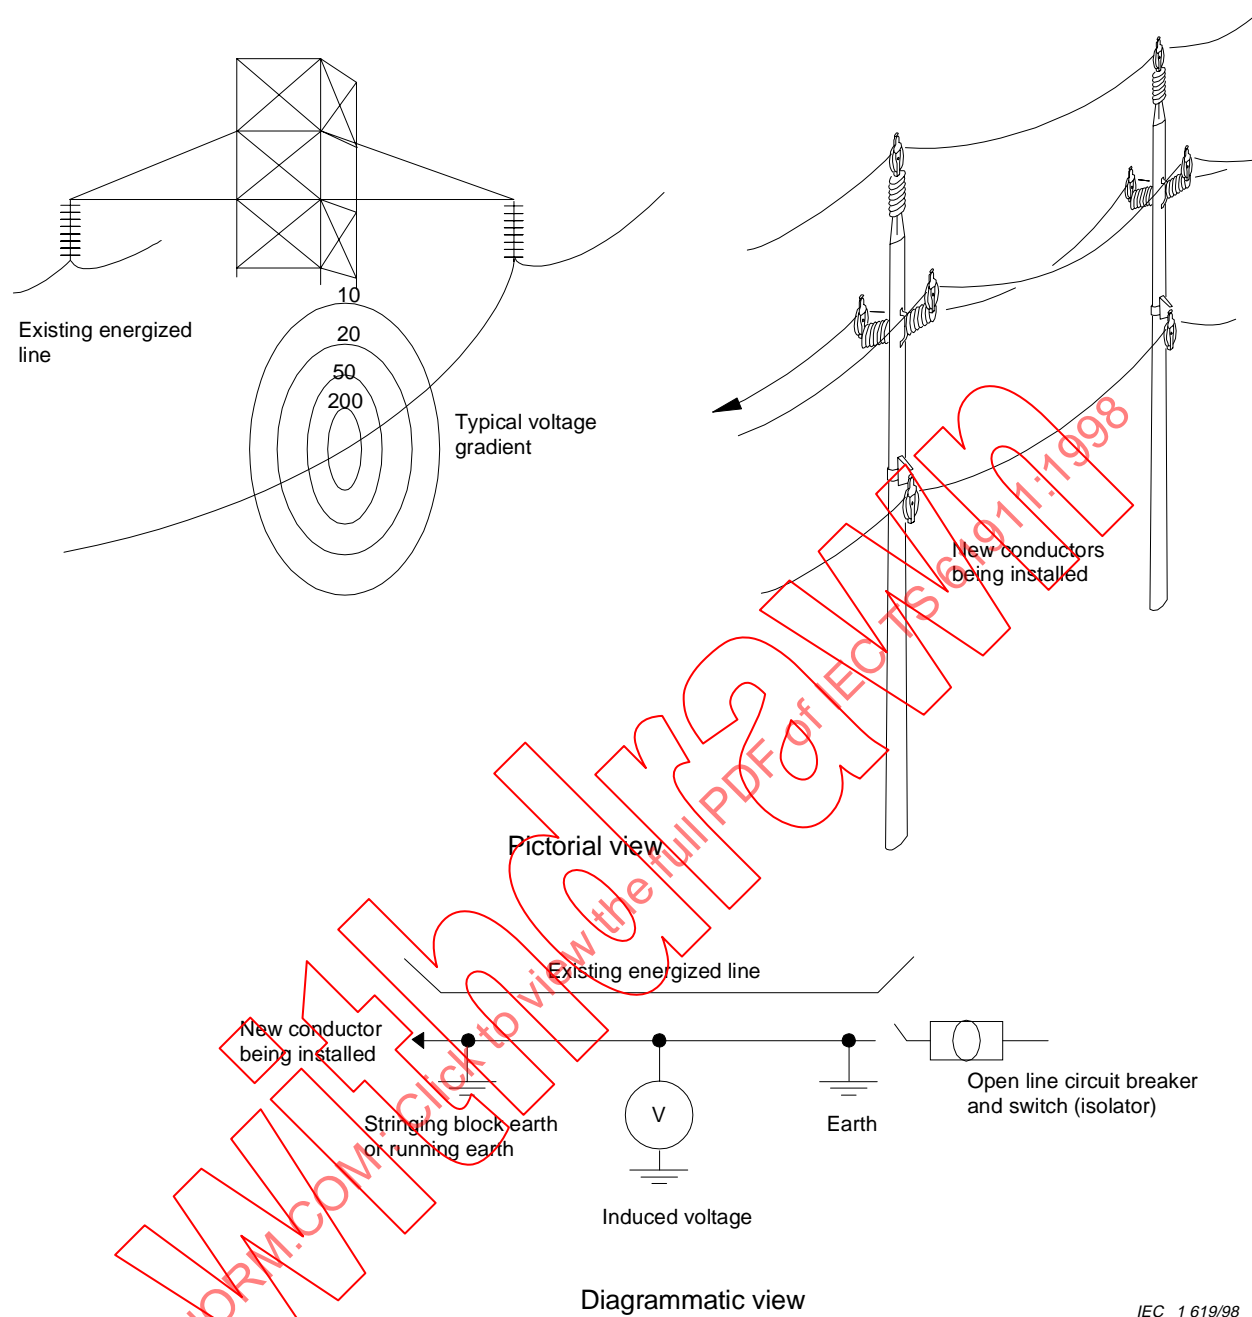 10
20
50
200
Existing energized
line
Typical voltage
gradient
New conductors
being installed
Pictorial view
Existing energized line
New conductor
being installed
Open line circuit breaker
and switch (isolator)
Stringing block earth
or running earth
V
Earth
Induced voltage
Diagrammatic view
IEC 1 619/98
Withdrawn
NORM.COM : Click to view the full PDF of IEC TS 61911:1998